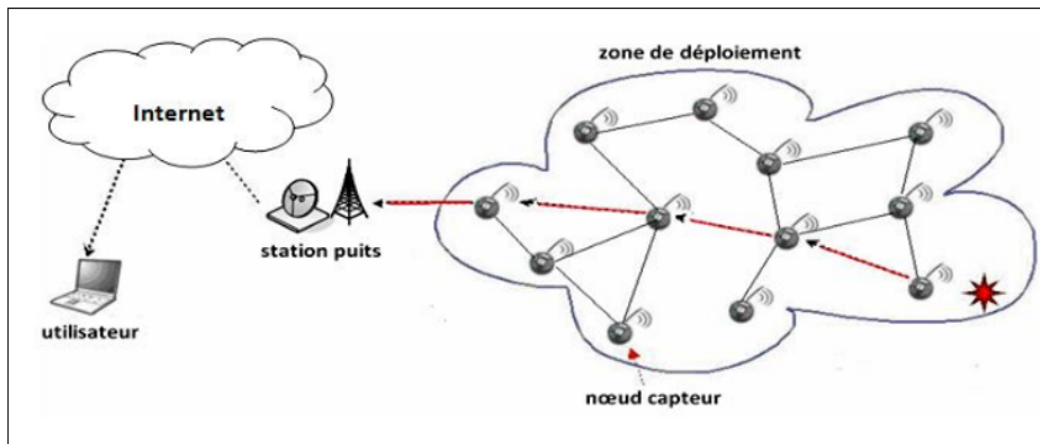 zone de déploiement
Internet
station puits
utilisateur
nœud capteur